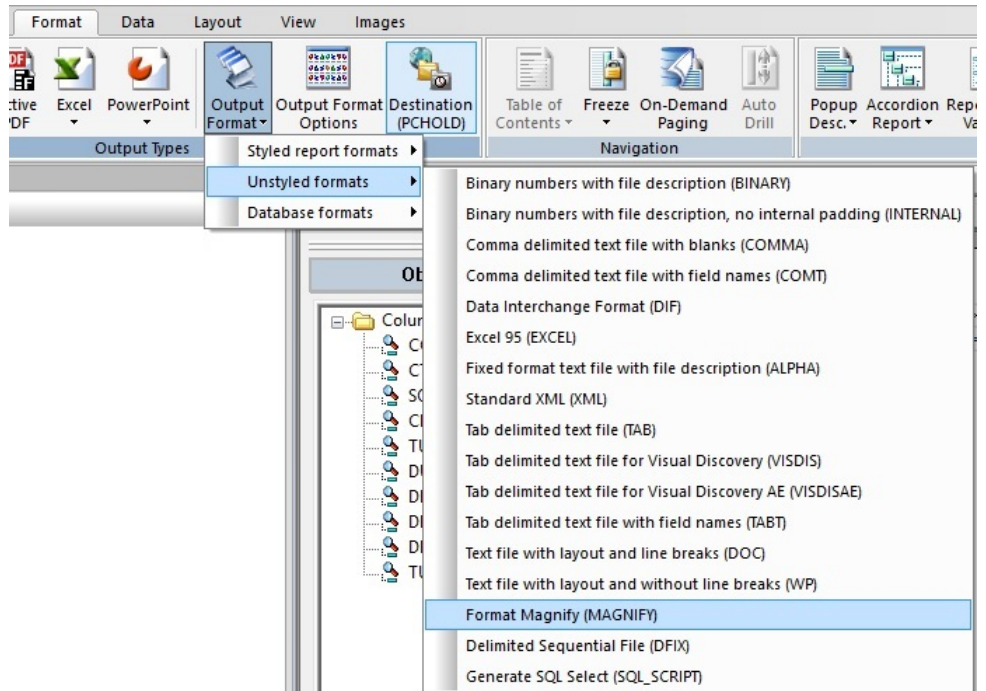 Format Data Layout View Images
PDF
Excel PowerPoint Output Format Output Format Options Destination (PCHOLD) Table of Contents Freeze On-Demand Paging Auto Drill Popup Desc. Accordion Report
Output Types Navigation
Styled report formats
Unstyled formats
Database formats
Binary numbers with file description (BINARY)
Binary numbers with file description, no internal padding (INTERNAL)
Comma delimited text file with blanks (COMMA)
Comma delimited text file with field names (COMT)
Data Interchange Format (DIF)
Excel 95 (EXCEL)
Fixed format text file with file description (ALPHA)
Standard XML (XML)
Tab delimited text file (TAB)
Tab delimited text file for Visual Discovery (VISDIS)
Tab delimited text file for Visual Discovery AE (VISDISAE)
Tab delimited text file with field names (TABT)
Text file with layout and line breaks (DOC)
Text file with layout and without line breaks (WP)
Format Magnify (MAGNIFY)
Delimited Sequential File (DFIX)
Generate SQL Select (SQL_SCRIPT)